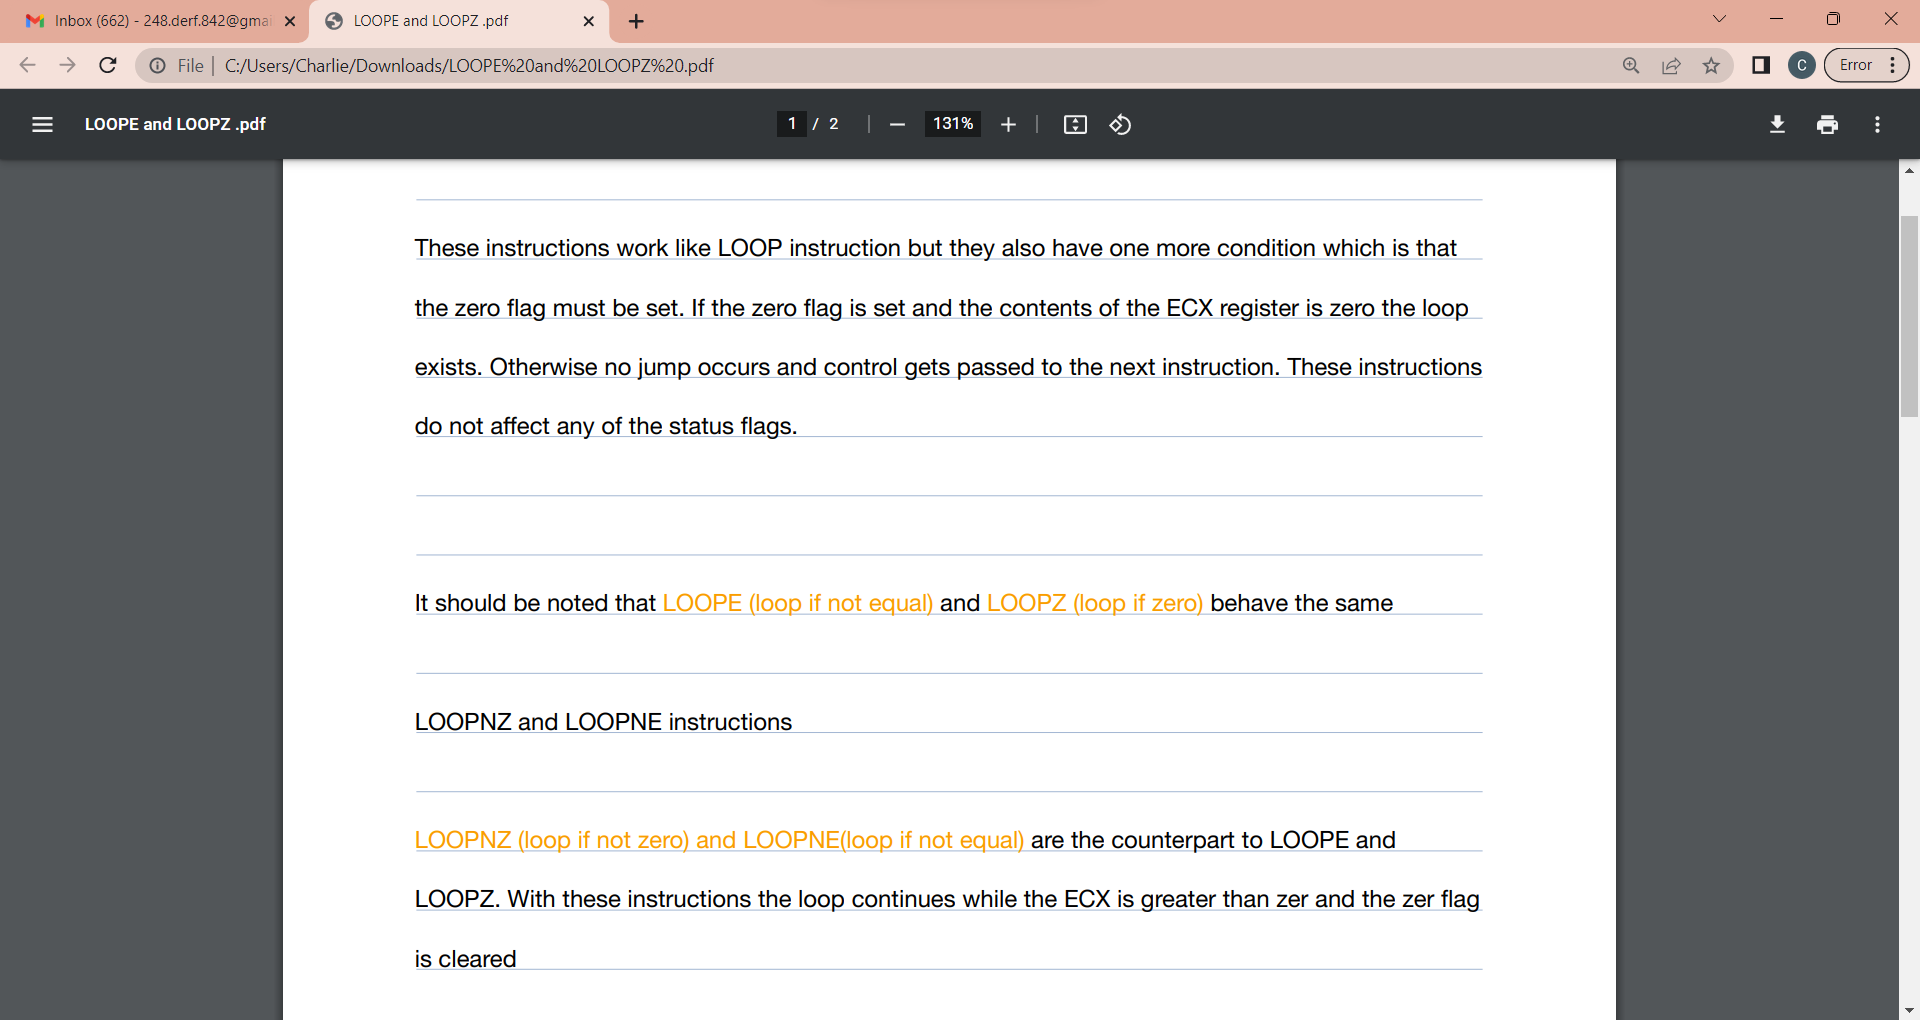 Inbox (662) - 248.derf.842@gmai
LOOPE and LOOPZ .pdf
File | C:/Users/Charlie/Downloads/LOOPE%20and%20LOOPZ%20.pdf
C
Error
LOOPE and LOOPZ .pdf
1 / 2
131%
These instructions work like LOOP instruction but they also have one more condition which is that
the zero flag must be set. If the zero flag is set and the contents of the ECX register is zero the loop
exists. Otherwise no jump occurs and control gets passed to the next instruction. These instructions
do not affect any of the status flags.
It should be noted that LOOPE (loop if not equal) and LOOPZ (loop if zero) behave the same
LOOPNZ and LOOPNE instructions
LOOPNZ (loop if not zero) and LOOPNE(loop if not equal) are the counterpart to LOOPE and
LOOPZ. With these instructions the loop continues while the ECX is greater than zer and the zer flag
is cleared